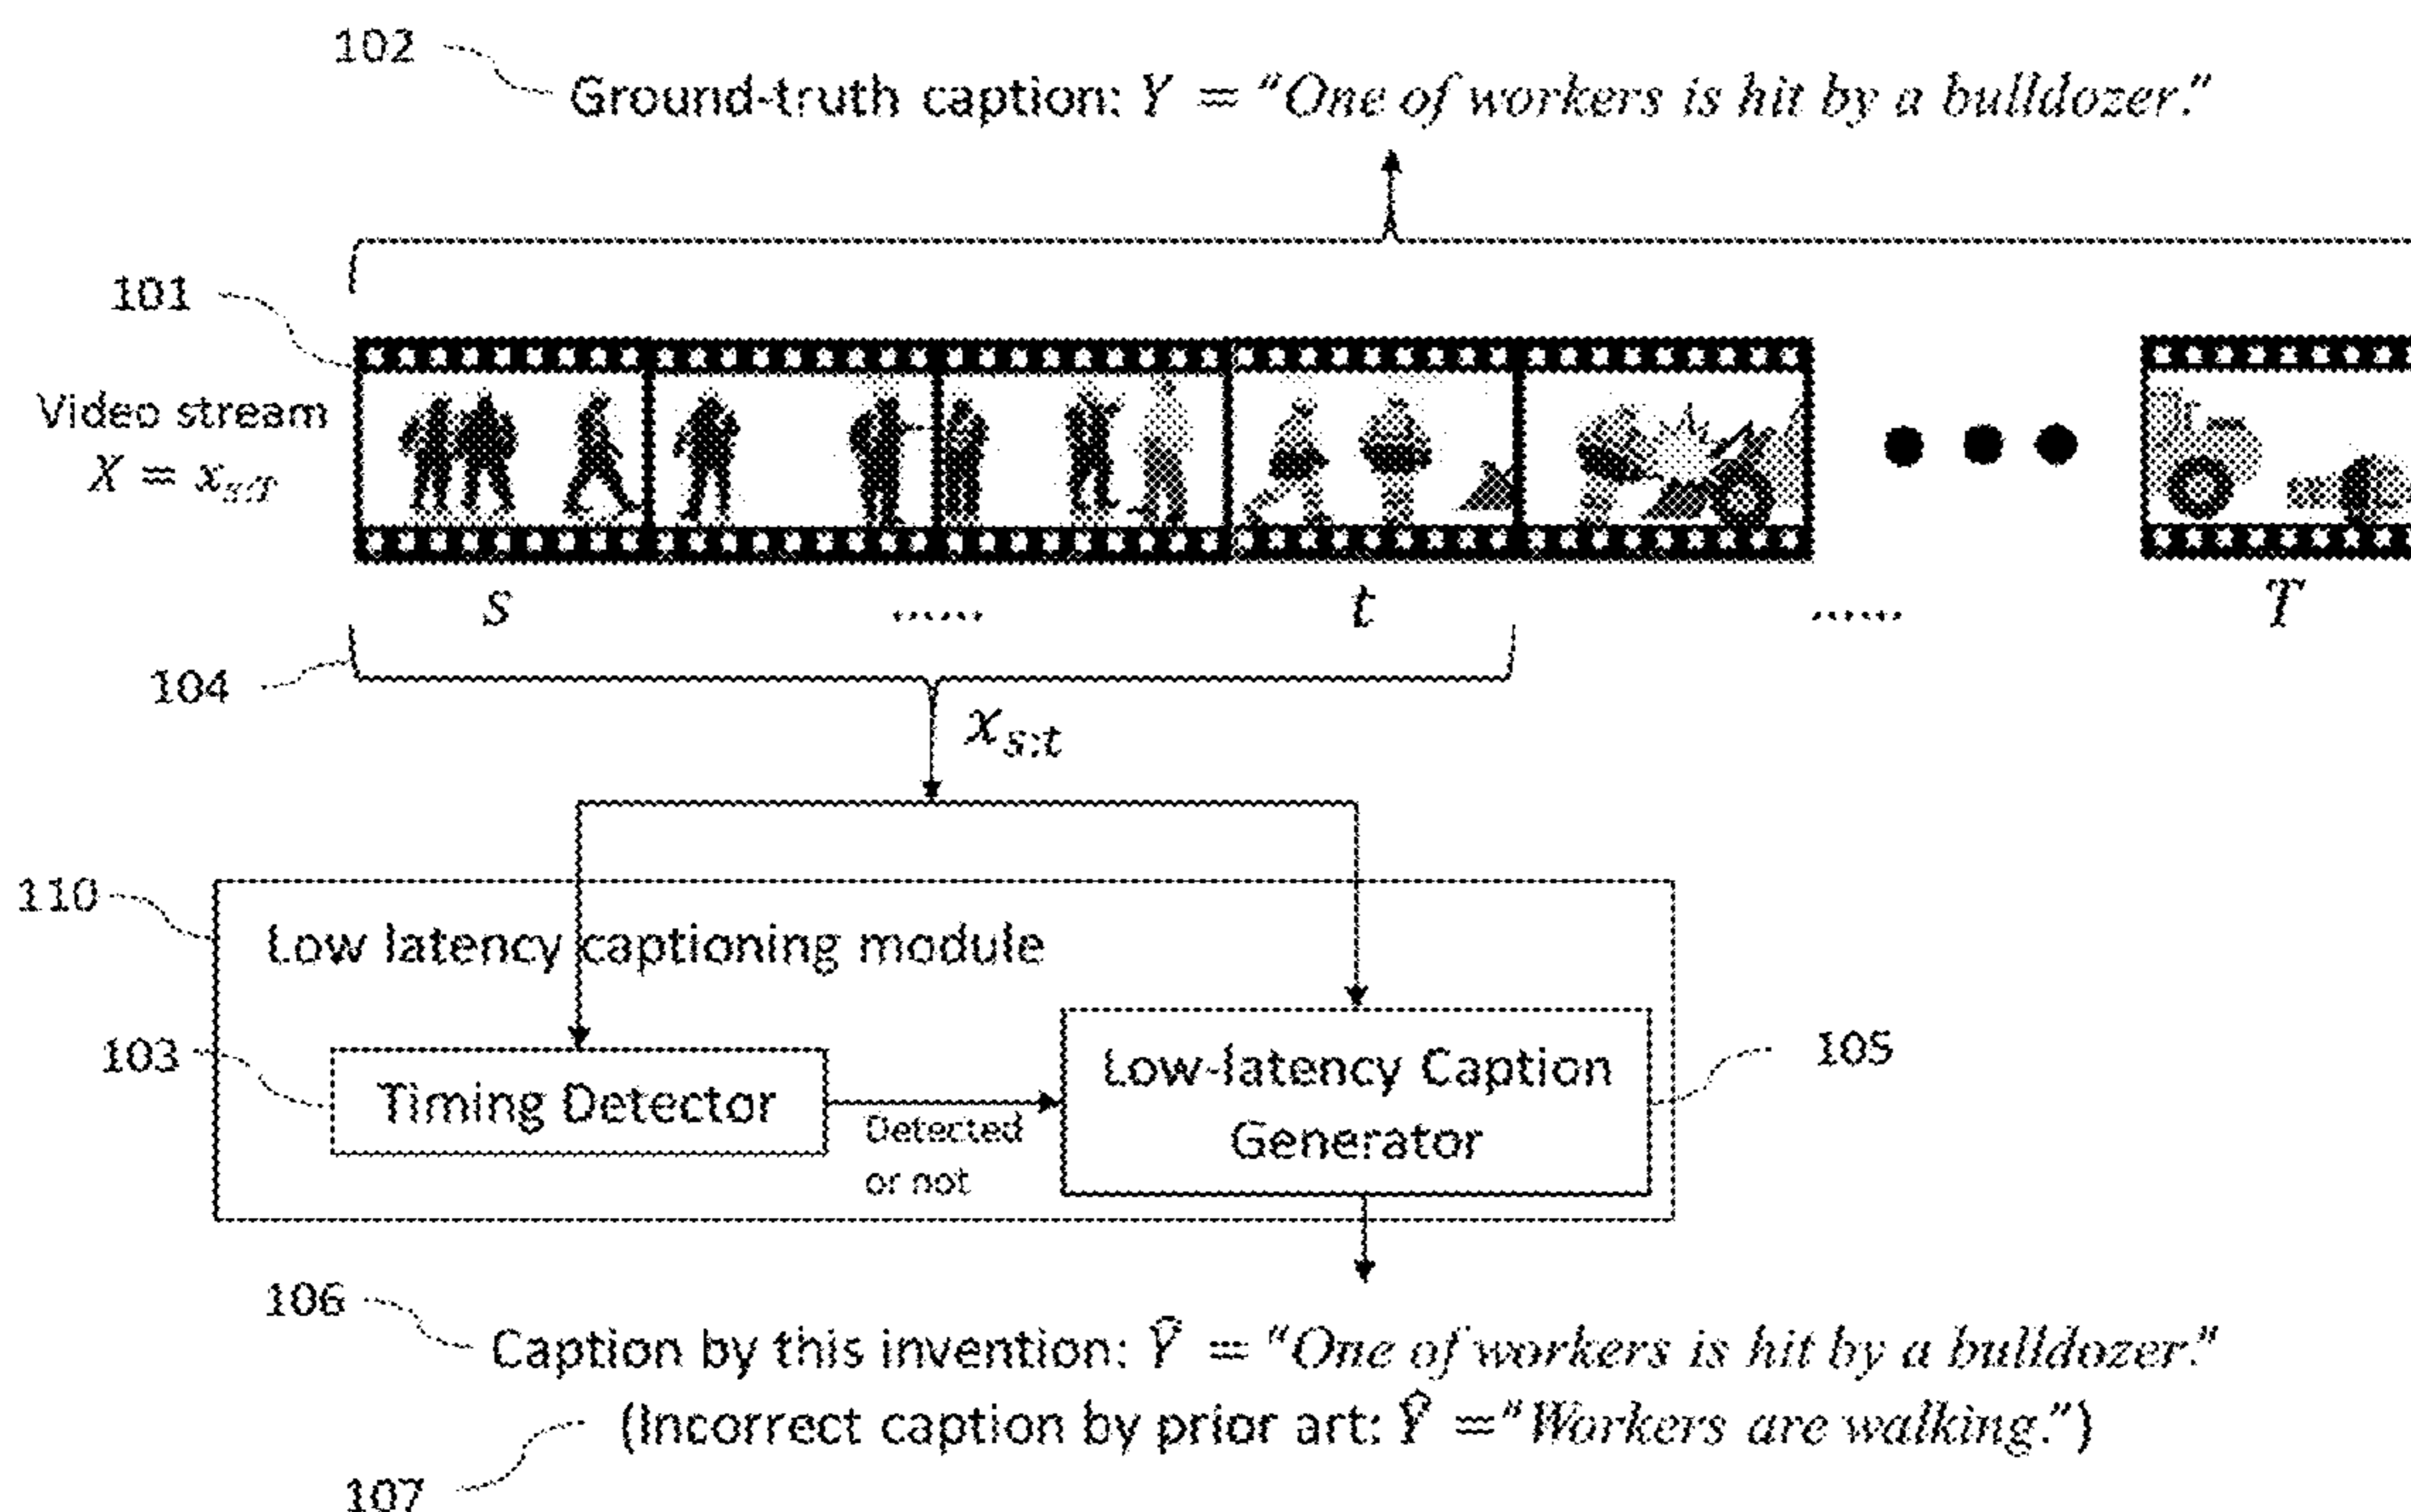 102
Ground-truth caption: Y = "One of workers is hit by a bulldozer."
101
Video stream
X = x_{s:T}
s ...... t ...... T
104
x_{s:t}
110
Low latency captioning module
103
Timing Detector
Detected
or not
Low-latency Caption
Generator
105
106
Caption by this invention: Ŷ = "One of workers is hit by a bulldozer."
(Incorrect caption by prior art: Ŷ ="Workers are walking.")
107